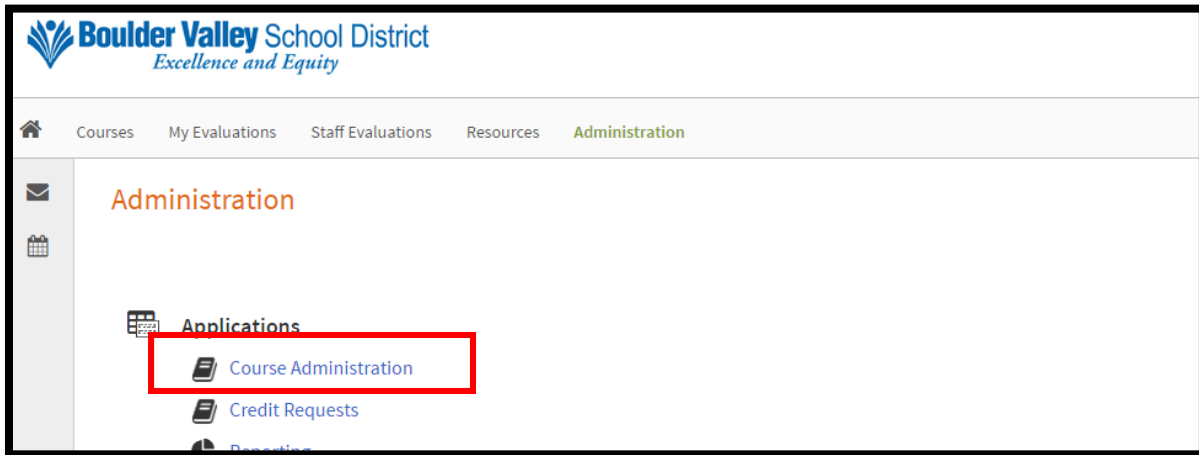 Boulder Valley School District
Excellence and Equity
Courses My Evaluations Staff Evaluations Resources Administration
Administration
Applications
Course Administration
Credit Requests
Reporting